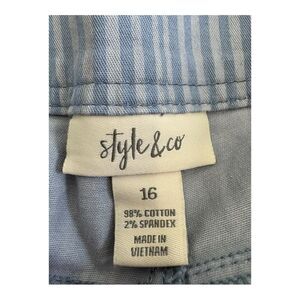 style&co
16
98% COTTON
2% SPANDEX
MADE IN
VIETNAM